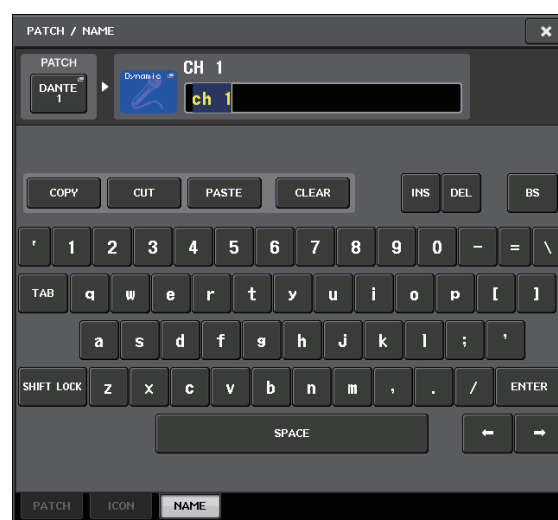 PATCH / NAME
PATCH
DANTE
1
Dynamic
CH 1
ch 1
COPY CUT PASTE CLEAR INS DEL BS
' 1 2 3 4 5 6 7 8 9 0 - = \
TAB q w e r t y u i o p [ ]
a s d f g h j k l ; '
SHIFT LOCK z x c v b n m , . / ENTER
SPACE ← →
PATCH ICON NAME